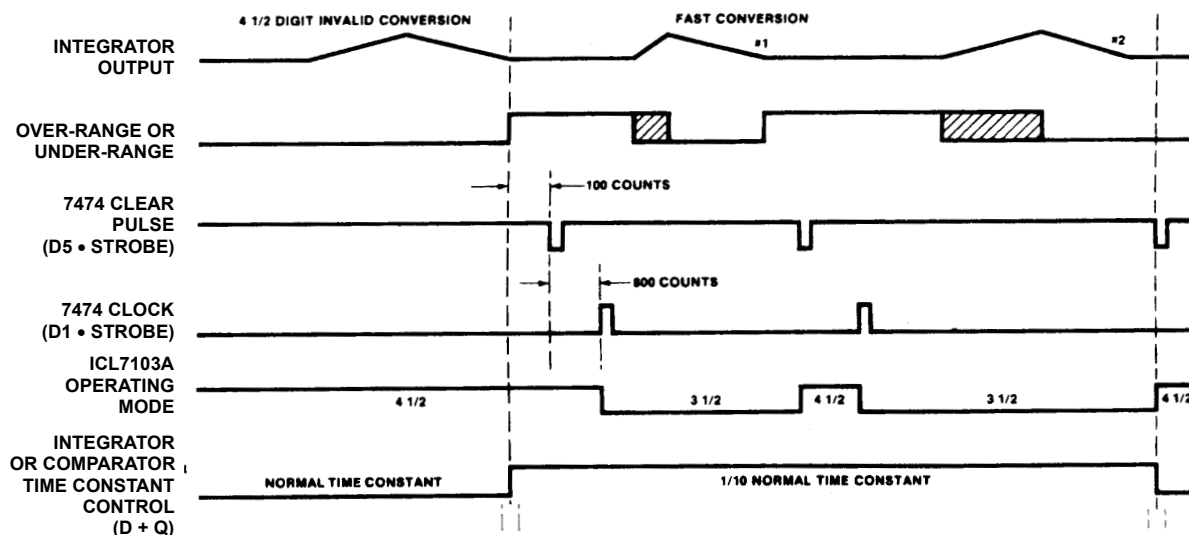 4 1/2 DIGIT INVALID CONVERSION
FAST CONVERSION
INTEGRATOR
OUTPUT
#1
#2
OVER-RANGE OR
UNDER-RANGE
100 COUNTS
7474 CLEAR
PULSE
(D5 • STROBE)
800 COUNTS
7474 CLOCK
(D1 • STROBE)
ICL7103A
OPERATING
MODE
4 1/2
3 1/2
4 1/2
3 1/2
4 1/2
INTEGRATOR
OR COMPARATOR
TIME CONSTANT
CONTROL
(D + Q)
NORMAL TIME CONSTANT
1/10 NORMAL TIME CONSTANT